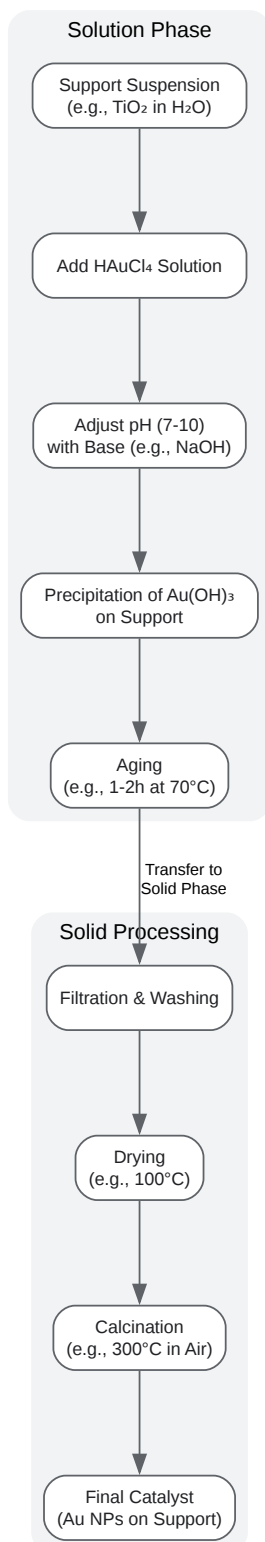 Solution Phase
Support Suspension
(e.g., TiO₂ in H₂O)
Add HAuCl₄ Solution
Adjust pH (7-10)
with Base (e.g., NaOH)
Precipitation of Au(OH)₃
on Support
Aging
(e.g., 1-2h at 70°C)
Transfer to
Solid Phase
Solid Processing
Filtration & Washing
Drying
(e.g., 100°C)
Calcination
(e.g., 300°C in Air)
Final Catalyst
(Au NPs on Support)